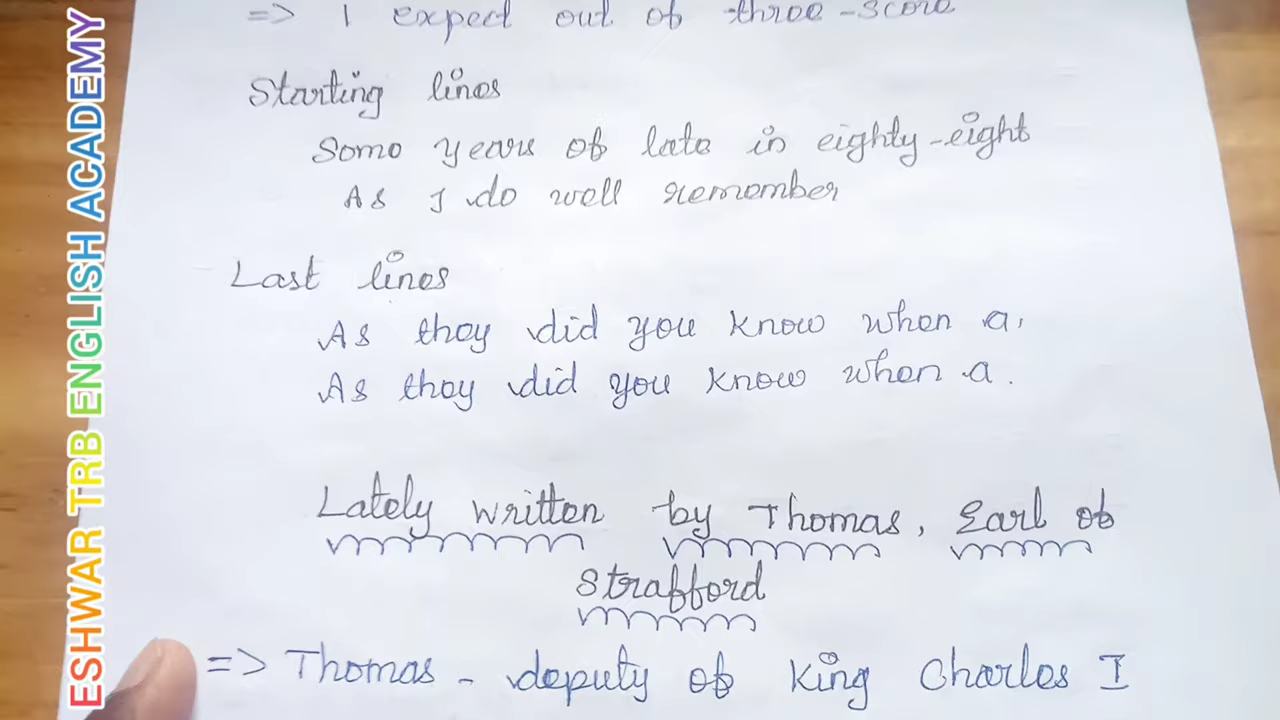 => I expect out of three-score
Starting lines
Some years of late in eighty-eight
As I do well remember
Last lines
As they did you know when a,
As they did you know when a.
Lately written by Thomas, Earl of
Strafford
=> Thomas - deputy of King Charles I
ESHWAR TRB ENGLISH ACADEMY